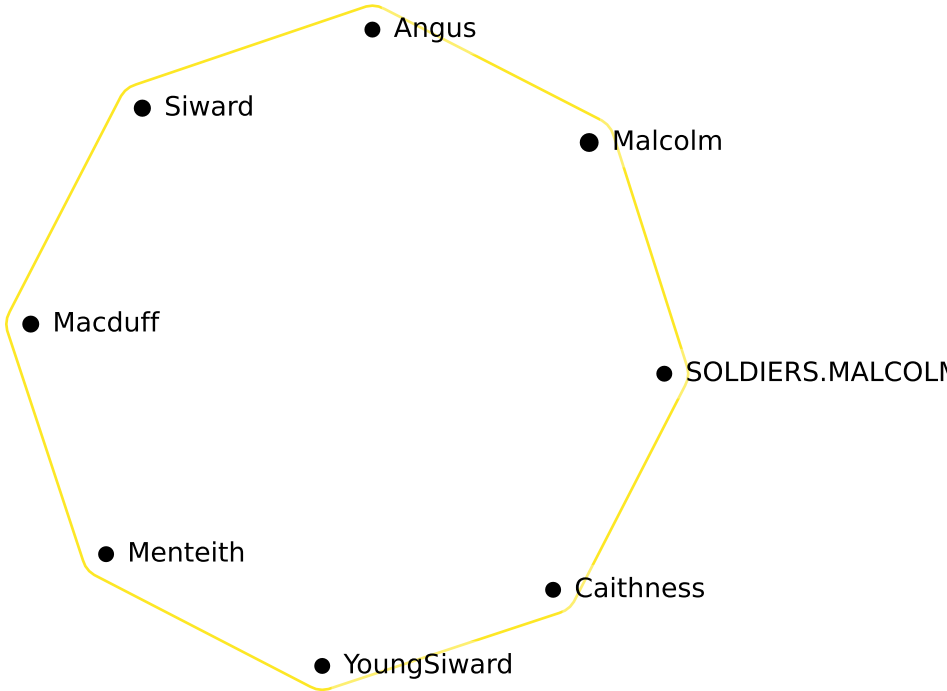 Angus
Siward
Malcolm
Macduff
SOLDIERS.MALCOLM
Menteith
Caithness
YoungSiward